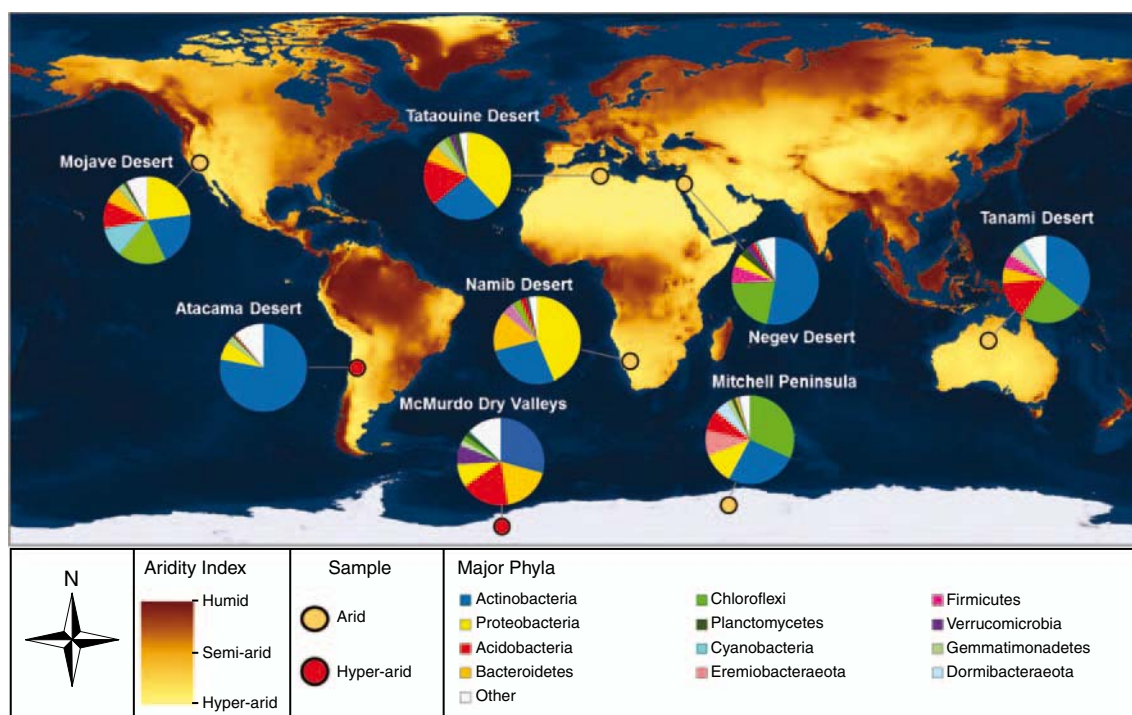 Tataouine Desert
Mojave Desert
Tanami Desert
Namib Desert
Atacama Desert
Negev Desert
Mitchell Peninsula
McMurdo Dry Valleys
N
Aridity Index
Humid
Semi-arid
Hyper-arid
Sample
Arid
Hyper-arid
Major Phyla
Actinobacteria
Proteobacteria
Acidobacteria
Bacteroidetes
Other
Chloroflexi
Planctomycetes
Cyanobacteria
Eremiobacteraeota
Firmicutes
Verrucomicrobia
Gemmatimonadetes
Dormibacteraeota